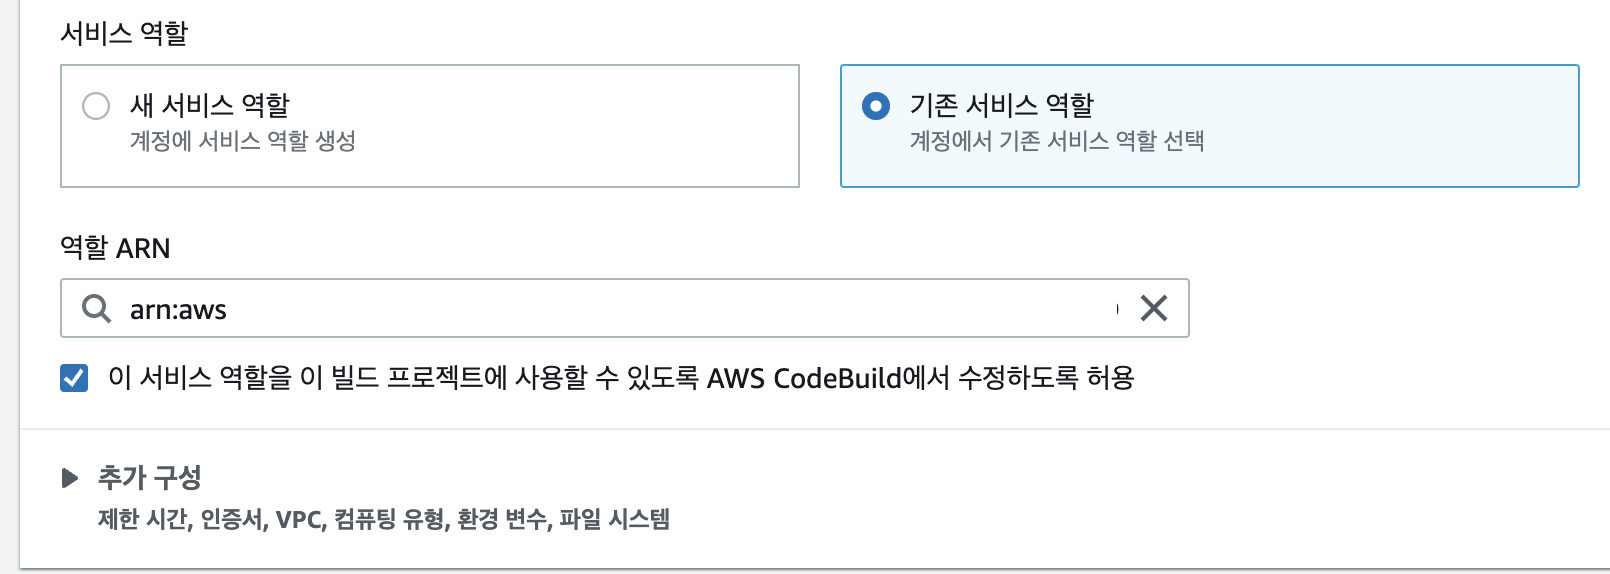 서비스 역할
새 서비스 역할
계정에 서비스 역할 생성
기존 서비스 역할
계정에서 기존 서비스 역할 선택
역할 ARN
arn:aws
이 서비스 역할을 이 빌드 프로젝트에 사용할 수 있도록 AWS CodeBuild에서 수정하도록 허용
추가 구성
제한 시간, 인증서, VPC, 컴퓨팅 유형, 환경 변수, 파일 시스템